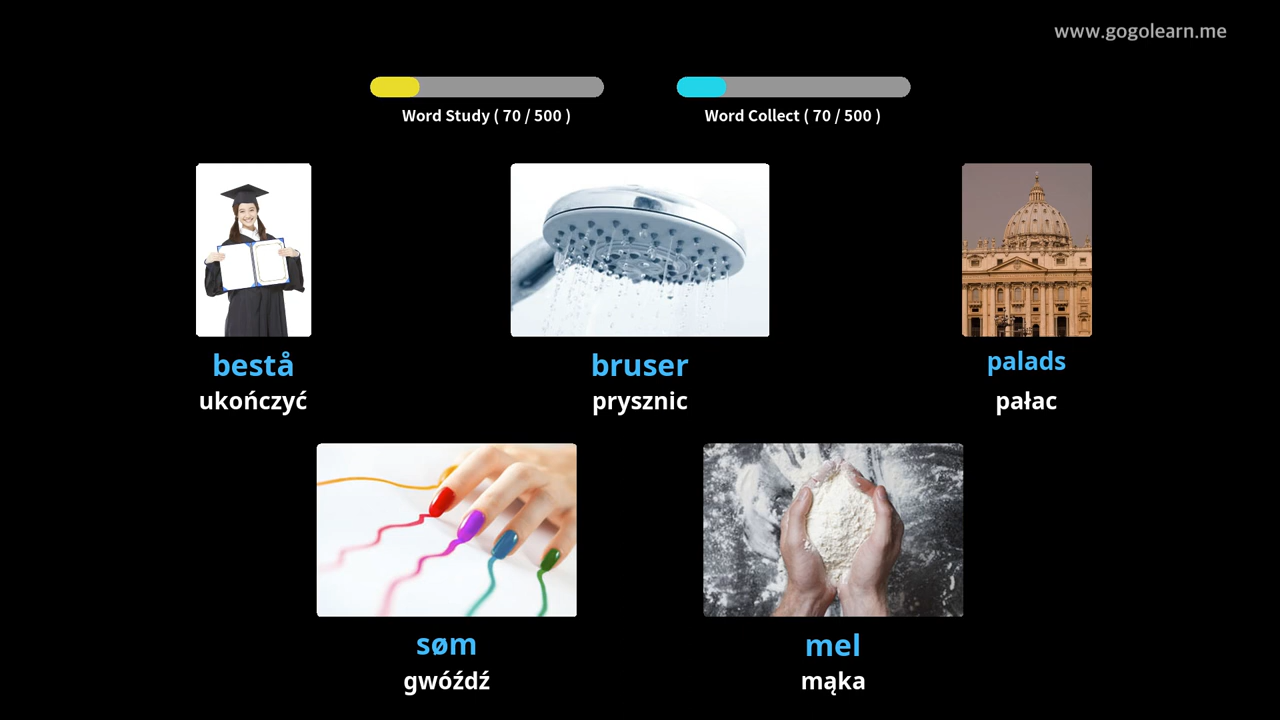 www.gogolearn.me
Word Study ( 70 / 500 )
Word Collect ( 70 / 500 )
bestå
ukończyć
bruser
prysznic
palads
pałac
søm
gwóźdź
mel
mąka